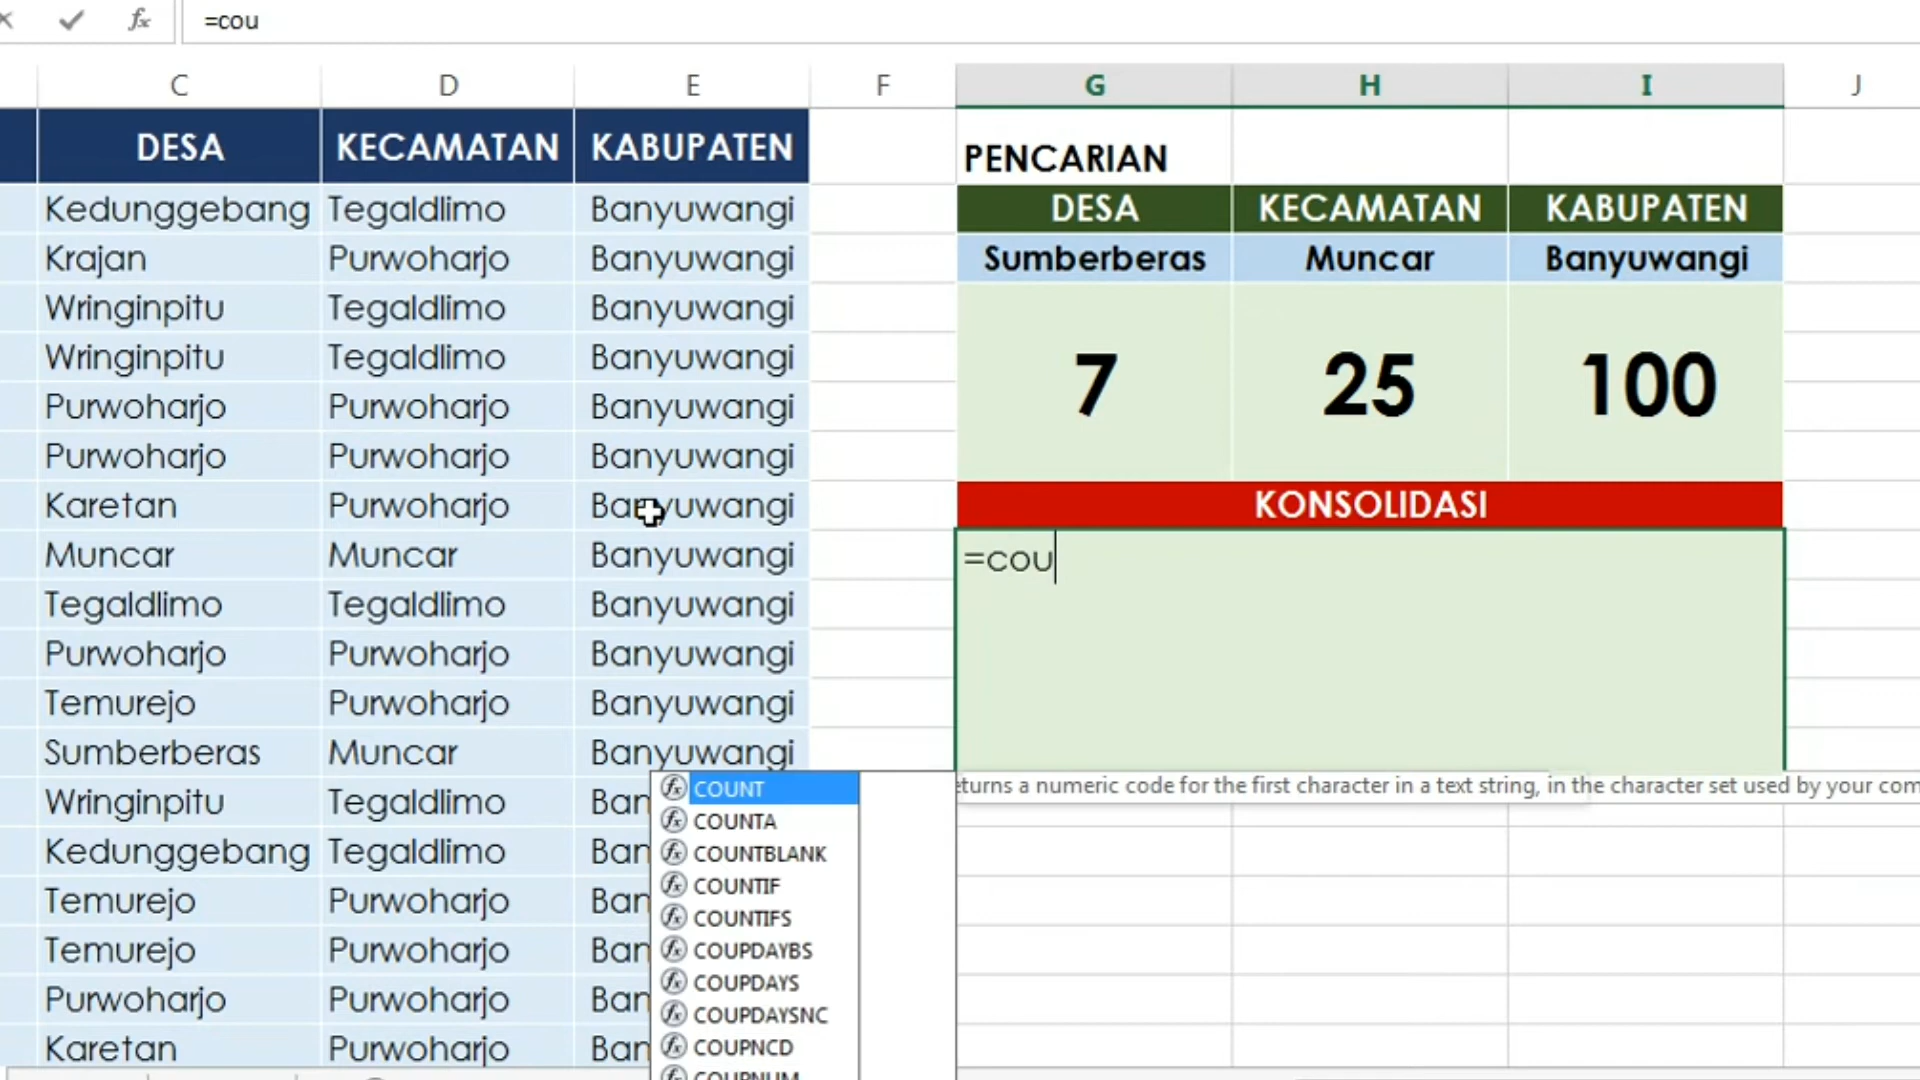 =cou
C D E F G H I J
DESA KECAMATAN KABUPATEN
PENCARIAN
Kedunggebang Tegaldlimo Banyuwangi
DESA KECAMATAN KABUPATEN
Krajan Purwoharjo Banyuwangi
Sumberberas Muncar Banyuwangi
Wringinpitu Tegaldlimo Banyuwangi
Wringinpitu Tegaldlimo Banyuwangi
7 25 100
Purwoharjo Purwoharjo Banyuwangi
Purwoharjo Purwoharjo Banyuwangi
Karetan Purwoharjo Banyuwangi
KONSOLIDASI
Muncar Muncar Banyuwangi
=cou
Tegaldlimo Tegaldlimo Banyuwangi
Purwoharjo Purwoharjo Banyuwangi
Temurejo Purwoharjo Banyuwangi
Sumberberas Muncar Banyuwangi
Wringinpitu Tegaldlimo Ban
Kedunggebang Tegaldlimo Ban
Temurejo Purwoharjo Ban
Temurejo Purwoharjo Ban
Purwoharjo Purwoharjo Ban
Karetan Purwoharjo Ban
COUNT
COUNTA
COUNTBLANK
COUNTIF
COUNTIFS
COUPDAYBS
COUPDAYS
COUPDAYSNC
COUPNCD
COUPNUM
eturns a numeric code for the first character in a text string, in the character set used by your com